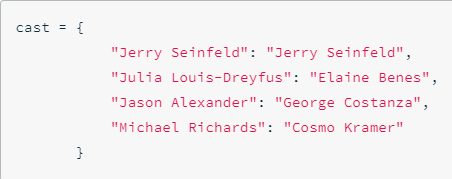 cast = {
"Jerry Seinfeld": "Jerry Seinfeld",
"Julia Louis-Dreyfus": "Elaine Benes",
"Jason Alexander": "George Costanza",
"Michael Richards": "Cosmo Kramer"
}